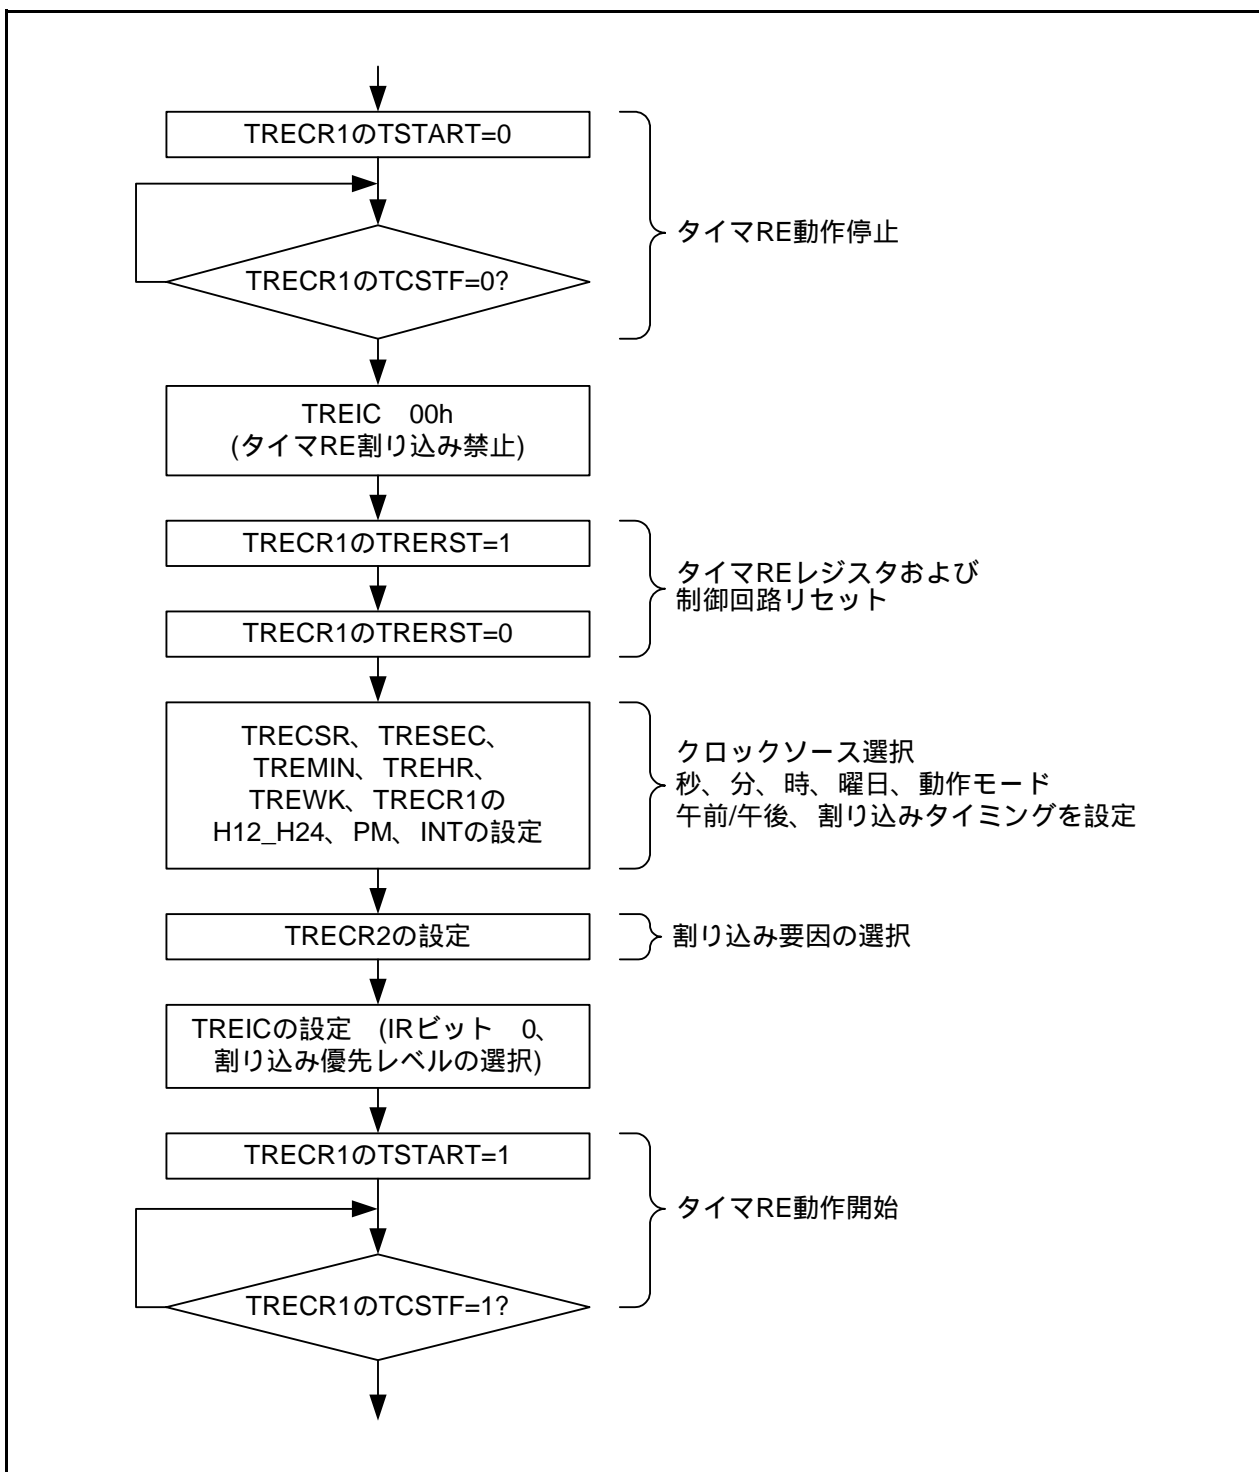 TRECR1のTSTART=0
TRECR1のTCSTF=0?
タイマRE動作停止
TREIC 00h
(タイマRE割り込み禁止)
TRECR1のTRERST=1
TRECR1のTRERST=0
タイマREレジスタおよび
制御回路リセット
TRECSR、TRESEC、
TREMIN、TREHR、
TREWK、TRECR1の
H12_H24、PM、INTの設定
クロックソース選択
秒、分、時、曜日、動作モード
午前/午後、割り込みタイミングを設定
TRECR2の設定
割り込み要因の選択
TREICの設定 (IRビット 0、
割り込み優先レベルの選択)
TRECR1のTSTART=1
TRECR1のTCSTF=1?
タイマRE動作開始